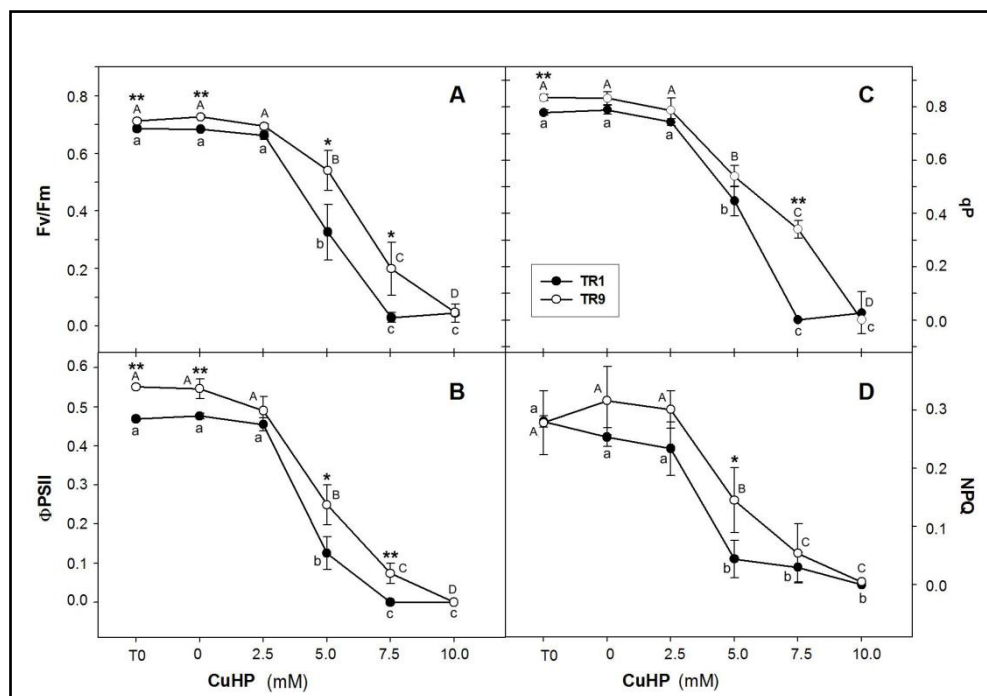 A
0.8
0.6
0.4
0.2
0.0
Fv/Fm
** ** * *
A A A B C D
a a a b c c
C
0.8
0.6
0.4
0.2
0.0
qP
** **
A A A B C D
a a a b c c
TR1
TR9
B
0.6
0.5
0.4
0.3
0.2
0.1
0.0
ΦPSII
** ** * **
A A A B C D
a a a b c c
T0 0 2.5 5.0 7.5 10.0
CuHP (mM)
D
0.3
0.2
0.1
0.0
NPQ
*
a A A B C C
A a a b b b
T0 0 2.5 5.0 7.5 10.0
CuHP (mM)